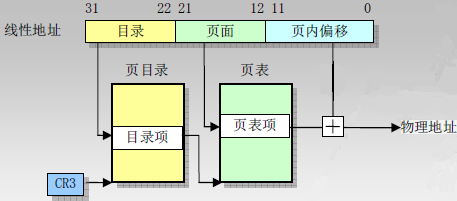 31 22 21 12 11 0
线性地址 目录 页面 页内偏移
页目录 页表
目录项 页表项 + 物理地址
CR3